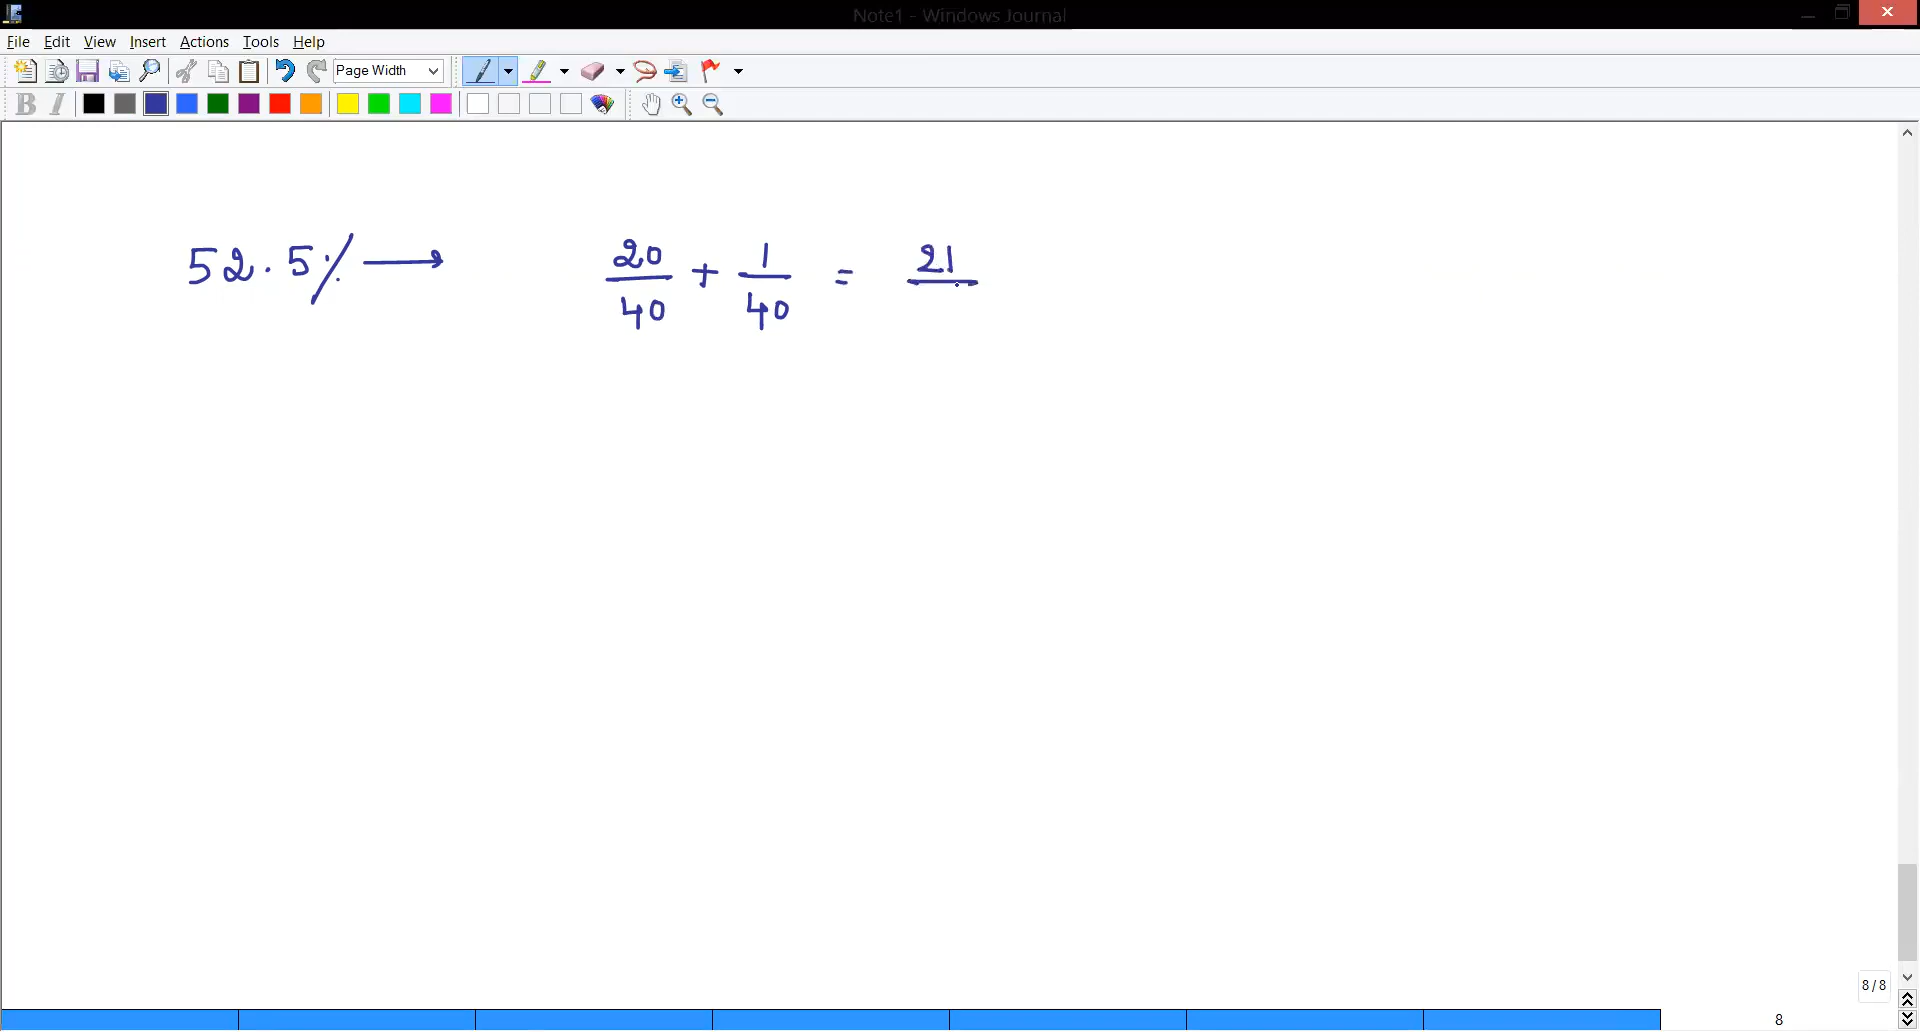 Note1 - Windows Journal
File Edit View Insert Actions Tools Help
Page Width
B I
52.5% → 20/40 + 1/40 = 21/
8 / 8
8